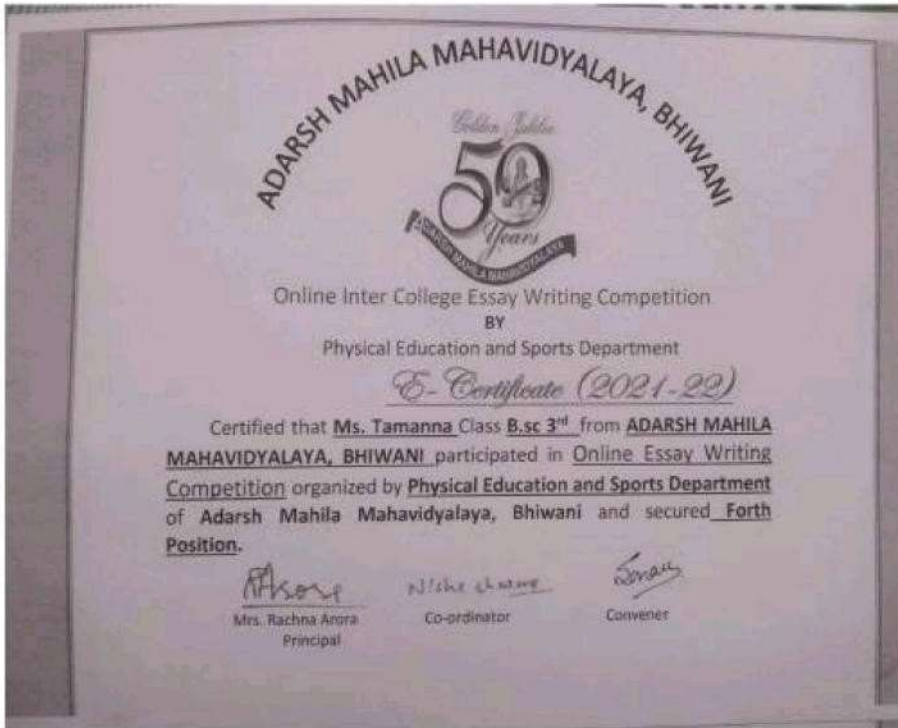 ADARSH MAHILA MAHAVIDYALAYA, BHIWANI
Golden Jubilee
50
Years
ADARSH MAHILA MAHAVIDYALAYA
Online Inter College Essay Writing Competition
BY
Physical Education and Sports Department
E- Certificate (2021-22)
Certified that Ms. Tamanna Class B.sc 3rd from ADARSH MAHILA
MAHAVIDYALAYA, BHIWANI participated in Online Essay Writing
Competition organized by Physical Education and Sports Department
of Adarsh Mahila Mahavidyalaya, Bhiwani and secured Forth
Position.
Mrs. Rachna Arora
Co-ordinator
Convener
Principal